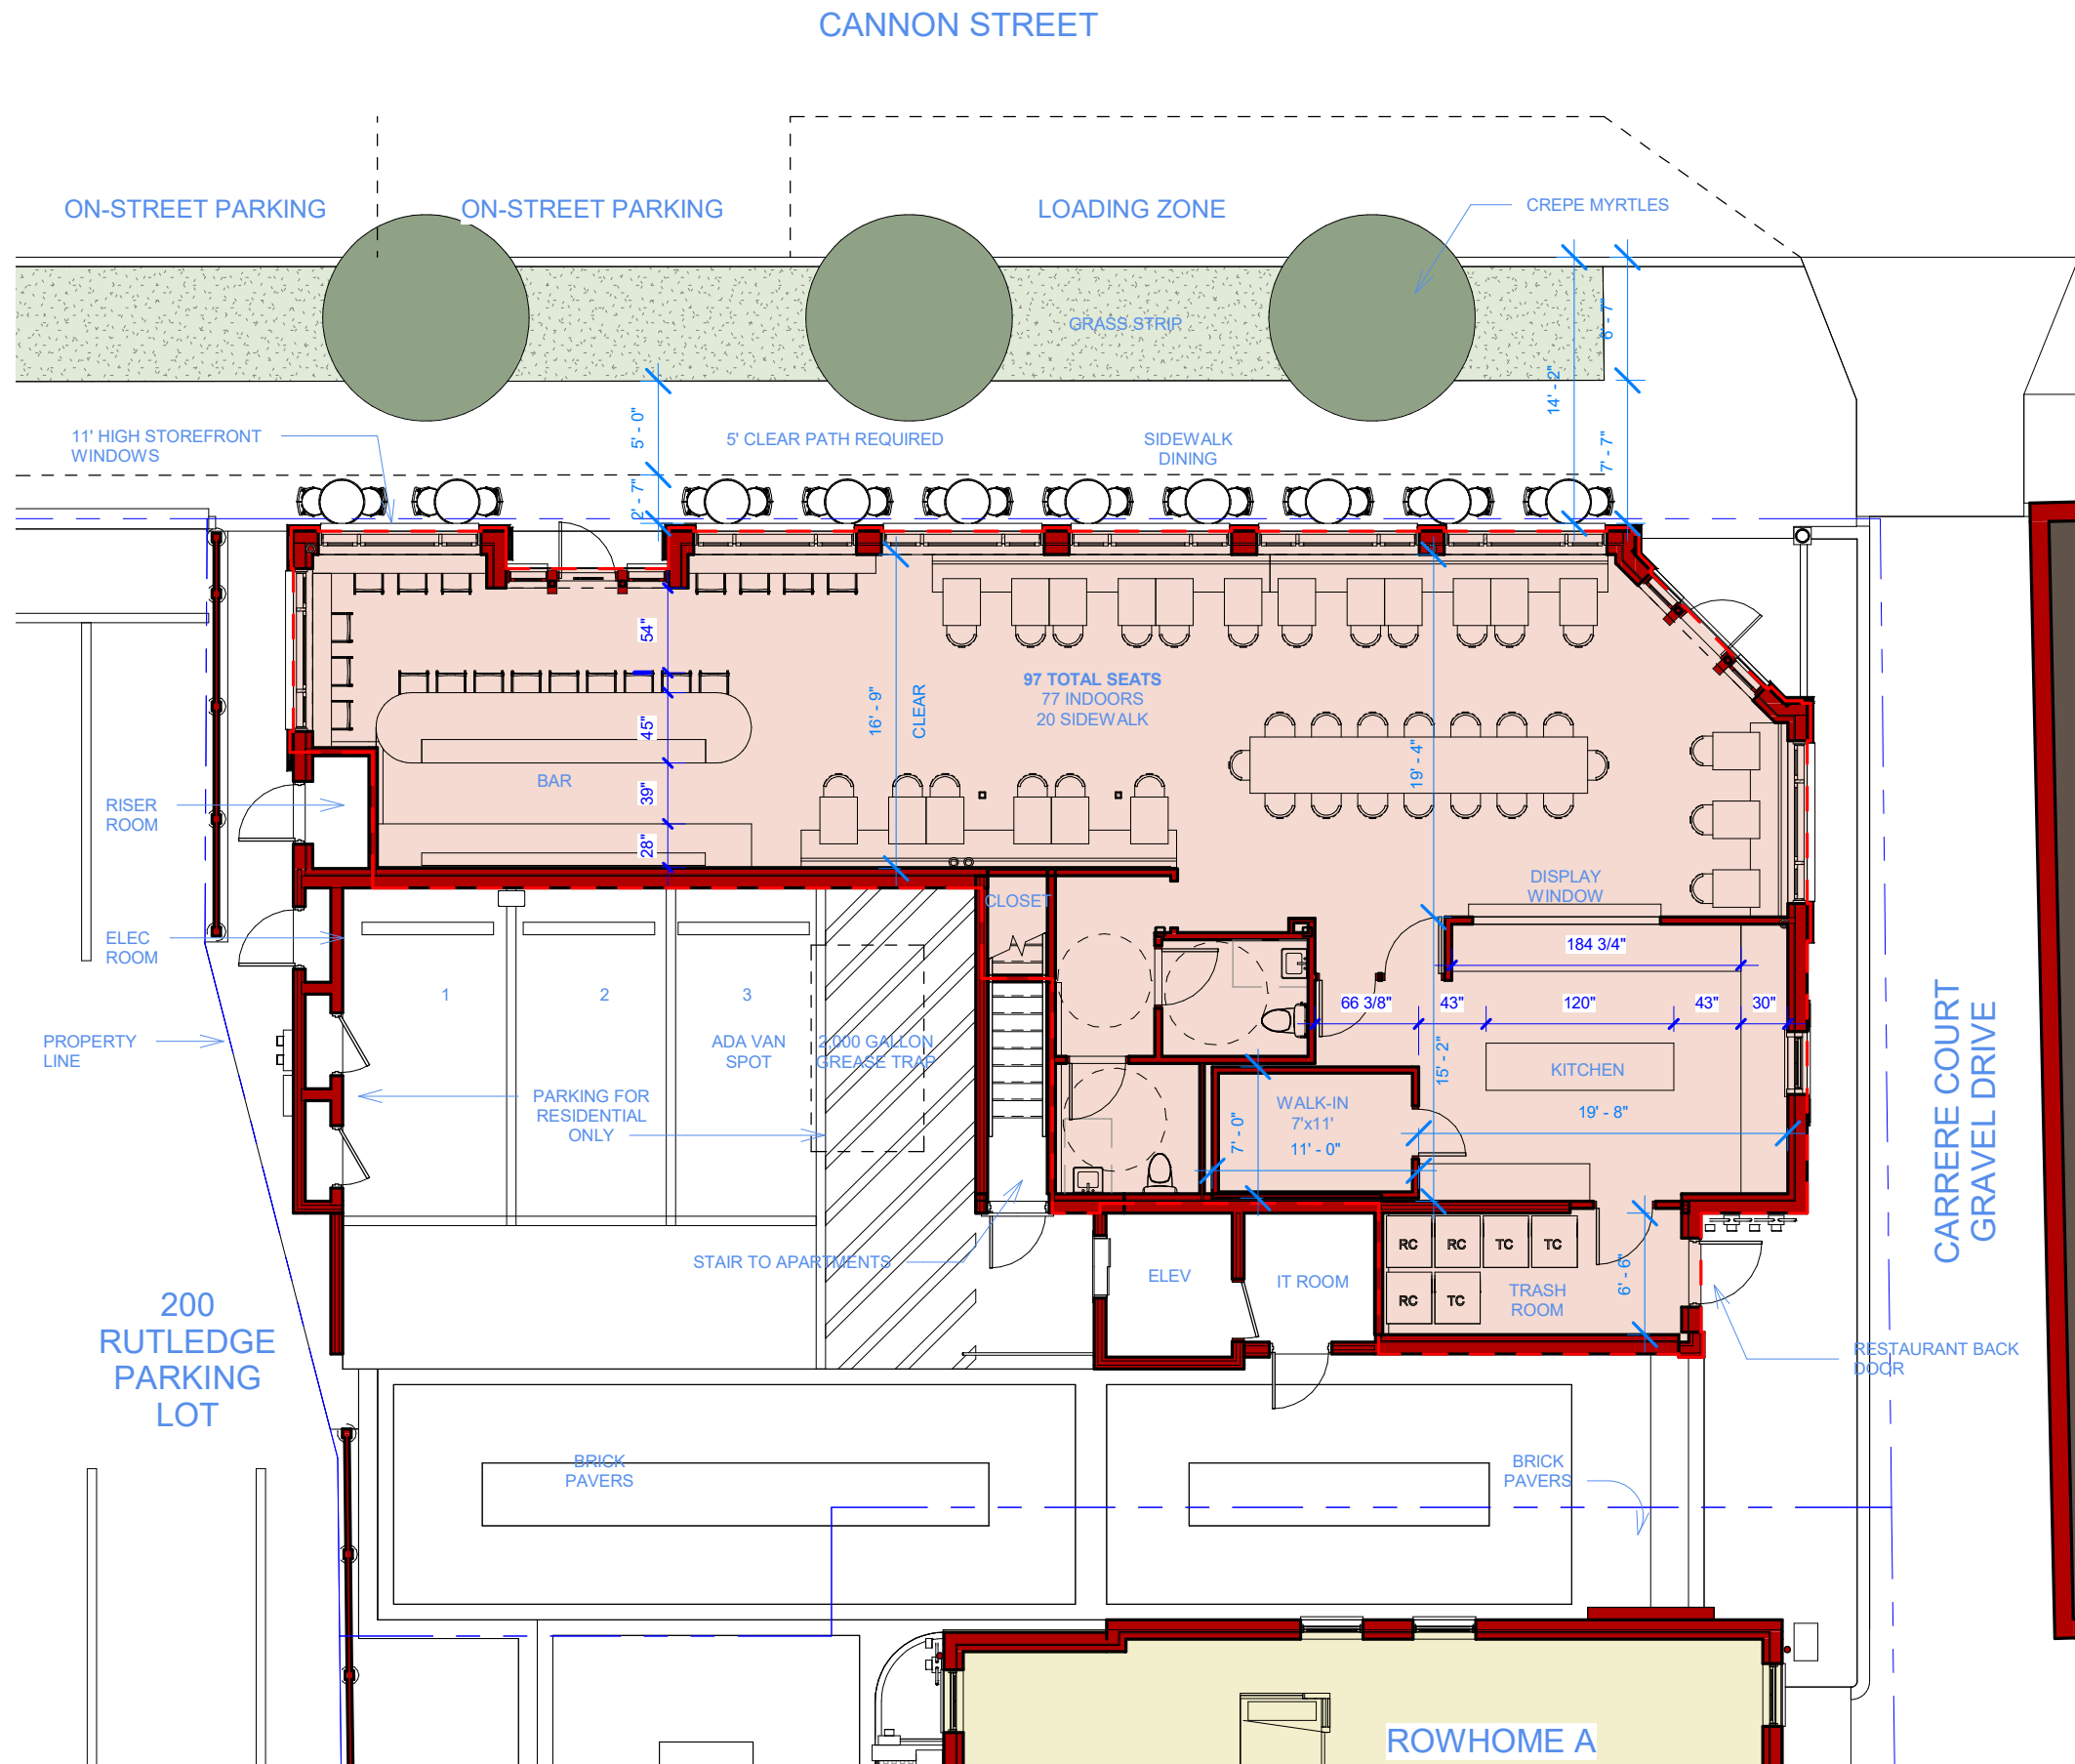 CANNON STREET
ON-STREET PARKING
ON-STREET PARKING
LOADING ZONE
CREPE MYRTLES
GRASS STRIP
6' - 7"
14' - 2"
11' HIGH STOREFRONT
WINDOWS
5' - 0"
5' CLEAR PATH REQUIRED
SIDEWALK
DINING
7' - 7"
2' - 7"
54"
97 TOTAL SEATS
77 INDOORS
20 SIDEWALK
45"
16' - 9"
CLEAR
19' - 4"
BAR
39"
28"
RISER
ROOM
ELEC
ROOM
CLOSET
DISPLAY
WINDOW
184 3/4"
66 3/8"
43"
120"
43"
30"
1
2
3
PROPERTY
LINE
ADA VAN
SPOT
2,000 GALLON
GREASE TRAP
PARKING FOR
RESIDENTIAL
ONLY
15' - 2"
KITCHEN
19' - 8"
WALK-IN
7'x11'
11' - 0"
7' - 0"
CARRERE COURT
GRAVEL DRIVE
STAIR TO APARTMENTS
ELEV
IT ROOM
RC
RC
TC
TC
RC
TC
TRASH
ROOM
6' - 6"
RESTAURANT BACK
DOOR
200
RUTLEDGE
PARKING
LOT
BRICK
PAVERS
BRICK
PAVERS
ROWHOME A